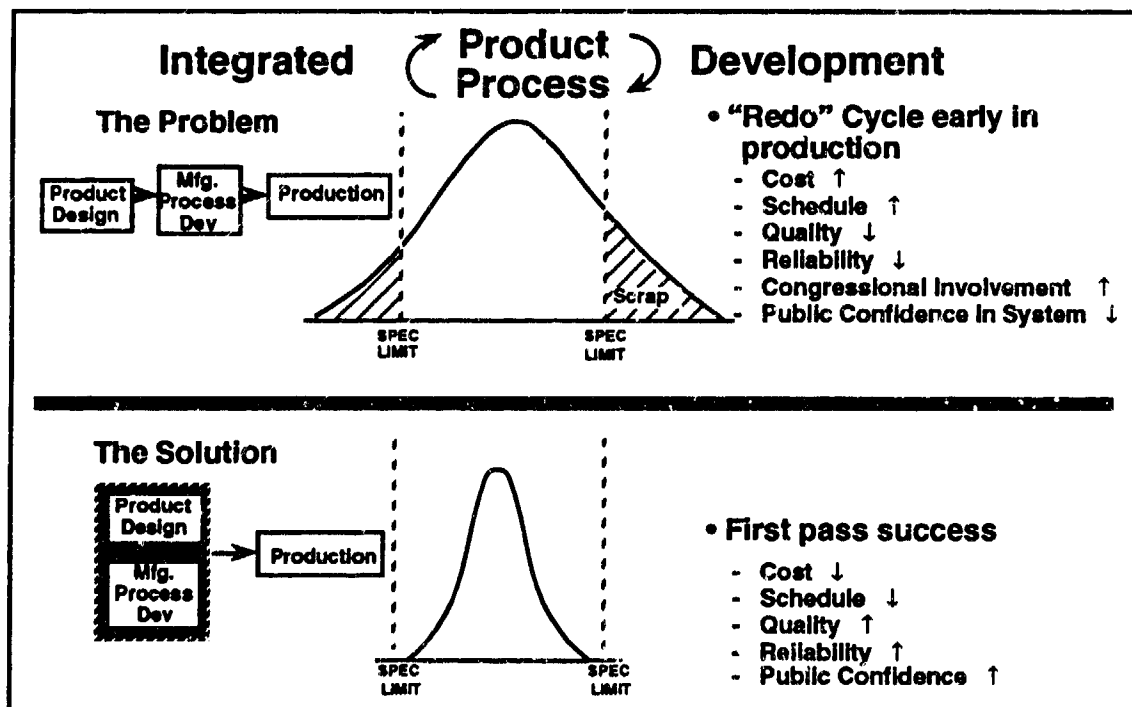 Integrated Product Development
Process
The Problem
Product
Design
Mfg.
Process
Dev
Production
SPEC
LIMIT
Scrap
SPEC
LIMIT
• "Redo" Cycle early in
production
- Cost ↑
- Schedule ↑
- Quality ↓
- Reliability ↓
- Congressional Involvement ↑
- Public Confidence in System ↓
The Solution
Product
Design
Mfg.
Process
Dev
Production
SPEC
LIMIT
SPEC
LIMIT
• First pass success
- Cost ↓
- Schedule ↓
- Quality ↑
- Reliability ↑
- Public Confidence ↑